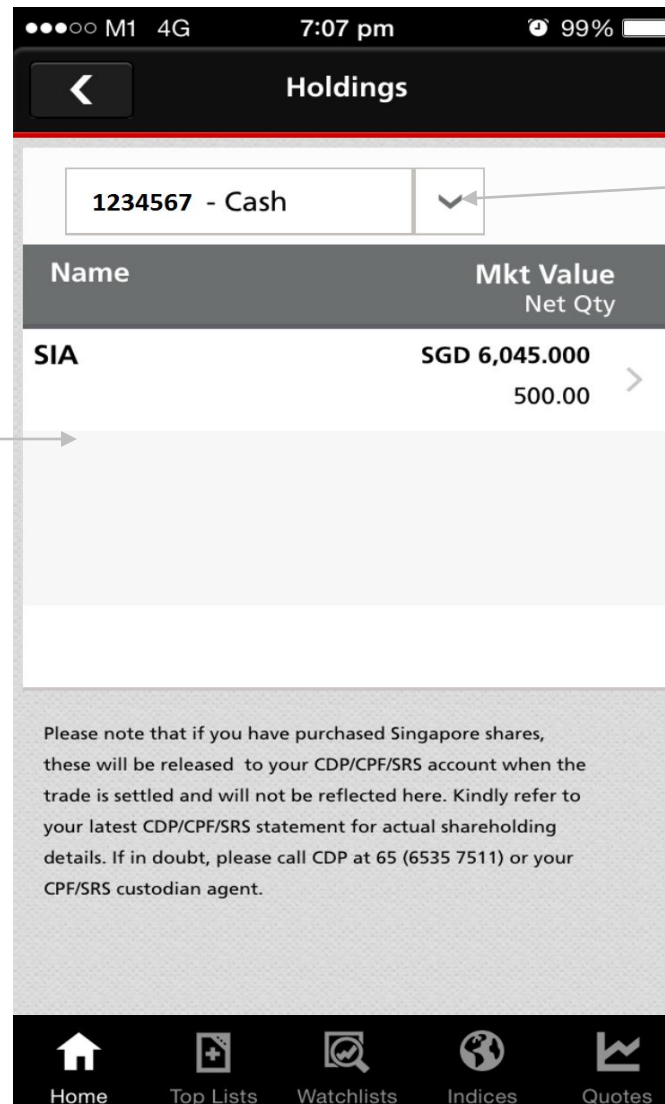 M1 4G 7:07 pm 99%
Holdings
1234567 - Cash
Name Mkt Value
Net Qty
SIA SGD 6,045.000
500.00
Please note that if you have purchased Singapore shares,
these will be released to your CDP/CPF/SRS account when the
trade is settled and will not be reflected here. Kindly refer to
your latest CDP/CPF/SRS statement for actual shareholding
details. If in doubt, please call CDP at 65 (6535 7511) or your
CPF/SRS custodian agent.
Home Top Lists Watchlists Indices Quotes